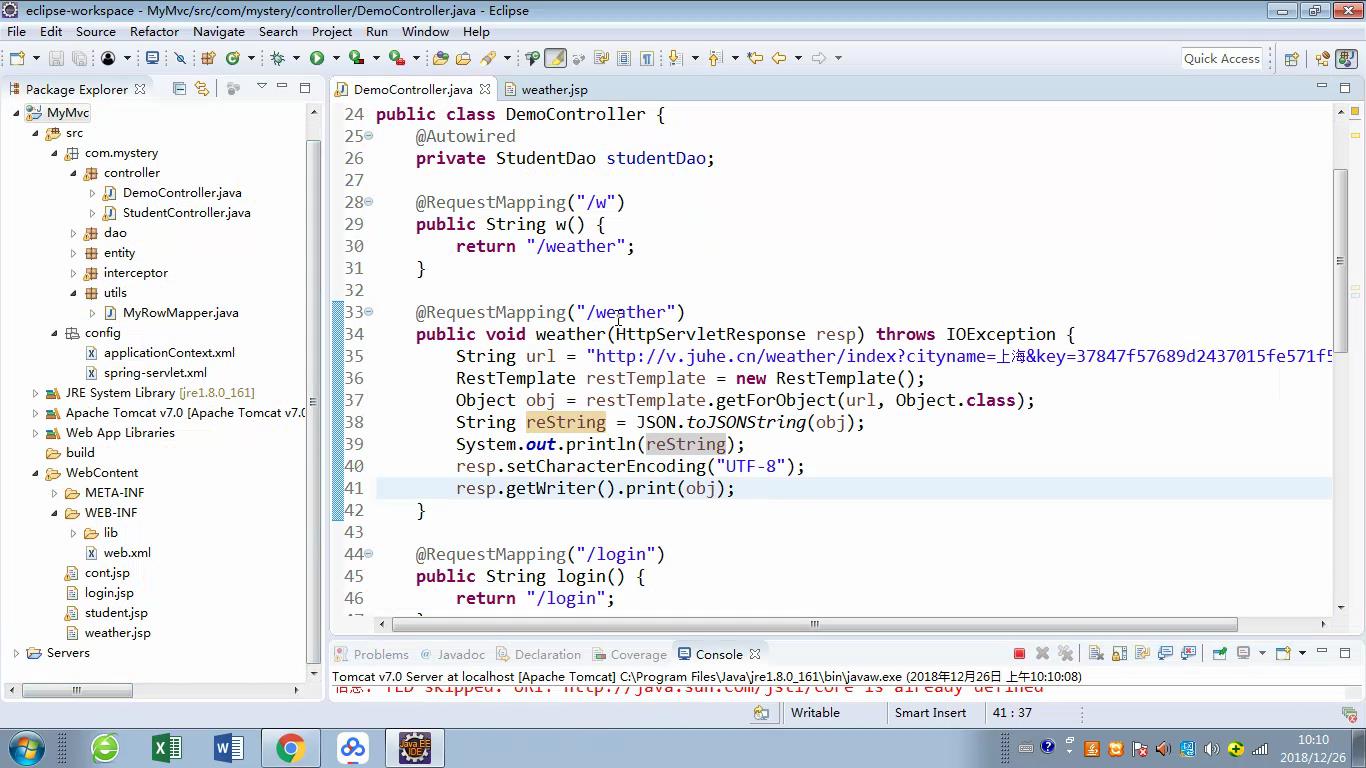 eclipse-workspace - MyMvc/src/com/mystery/controller/DemoController.java - Eclipse
File Edit Source Refactor Navigate Search Project Run Window Help
Quick Access
Package Explorer
DemoController.java
weather.jsp
MyMvc
src
com.mystery
controller
DemoController.java
StudentController.java
dao
entity
interceptor
utils
MyRowMapper.java
config
applicationContext.xml
spring-servlet.xml
JRE System Library [jre1.8.0_161]
Apache Tomcat v7.0 [Apache Tomcat v7.0
Web App Libraries
build
WebContent
META-INF
WEB-INF
lib
web.xml
cont.jsp
login.jsp
student.jsp
weather.jsp
Servers
24 public class DemoController {
25 @Autowired
26 private StudentDao studentDao;
27
28 @RequestMapping("/w")
29 public String w() {
30 return "/weather";
31 }
32
33 @RequestMapping("/weather")
34 public void weather(HttpServletResponse resp) throws IOException {
35 String url = "http://v.juhe.cn/weather/index?cityname=上海&key=37847f57689d2437015fe571f5
36 RestTemplate restTemplate = new RestTemplate();
37 Object obj = restTemplate.getForObject(url, Object.class);
38 String reString = JSON.toJSONString(obj);
39 System.out.println(reString);
40 resp.setCharacterEncoding("UTF-8");
41 resp.getWriter().print(obj);
42 }
43
44 @RequestMapping("/login")
45 public String login() {
46 return "/login";
Problems @ Javadoc Declaration Coverage Console
Tomcat v7.0 Server at localhost [Apache Tomcat] C:\Program Files\Java\jre1.8.0_161\bin\javaw.exe (2018年12月26日 上午10:10:08)
信息: TLD skipped. URI: http://java.sun.com/jstl/core is already defined
Writable
Smart Insert
41 : 37
10:10
2018/12/26